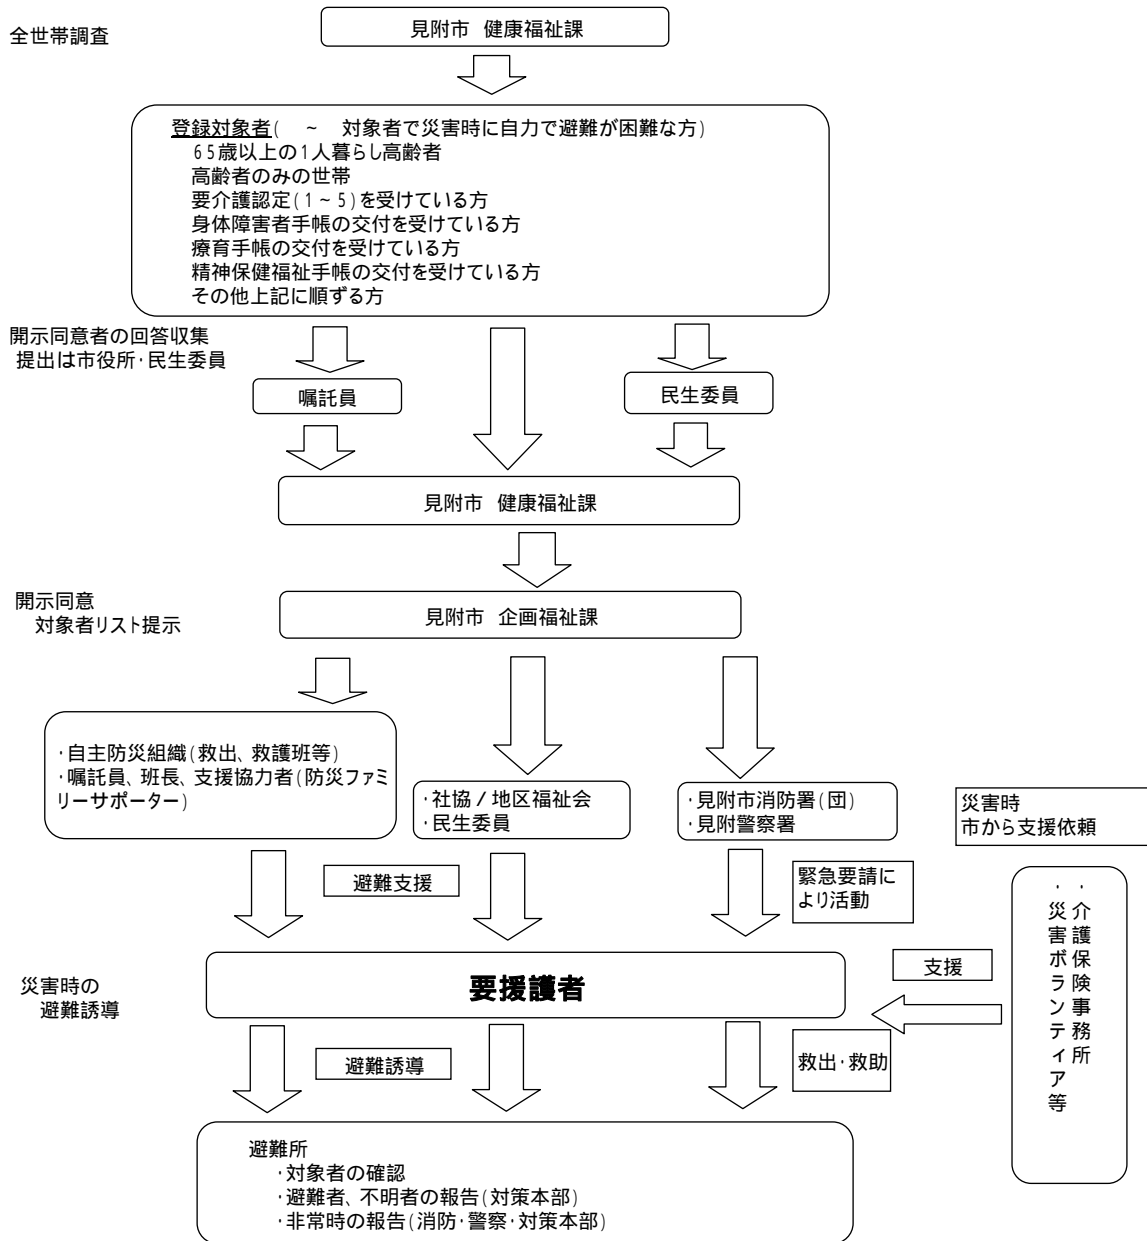 全世帯調査
見附市 健康福祉課
登録対象者( ~ 対象者で災害時に自力で避難が困難な方)
65歳以上の1人暮らし高齢者
高齢者のみの世帯
要介護認定(1~5)を受けている方
身体障害者手帳の交付を受けている方
療育手帳の交付を受けている方
精神保健福祉手帳の交付を受けている方
その他上記に順ずる方
開示同意者の回答収集
提出は市役所・民生委員
嘱託員
民生委員
見附市 健康福祉課
開示同意
対象者リスト提示
見附市 企画福祉課
・自主防災組織(救出、救護班等)
・嘱託員、班長、支援協力者(防災ファミ
リーサポーター)
・社協/地区福祉会
・民生委員
・見附市消防署(団)
・見附警察署
災害時
市から支援依頼
避難支援
緊急要請に
より活動
・介護保険事務所
・災害ボランティア等
支援
災害時の
避難誘導
要援護者
避難誘導
救出・救助
避難所
・対象者の確認
・避難者、不明者の報告(対策本部)
・非常時の報告(消防・警察・対策本部)